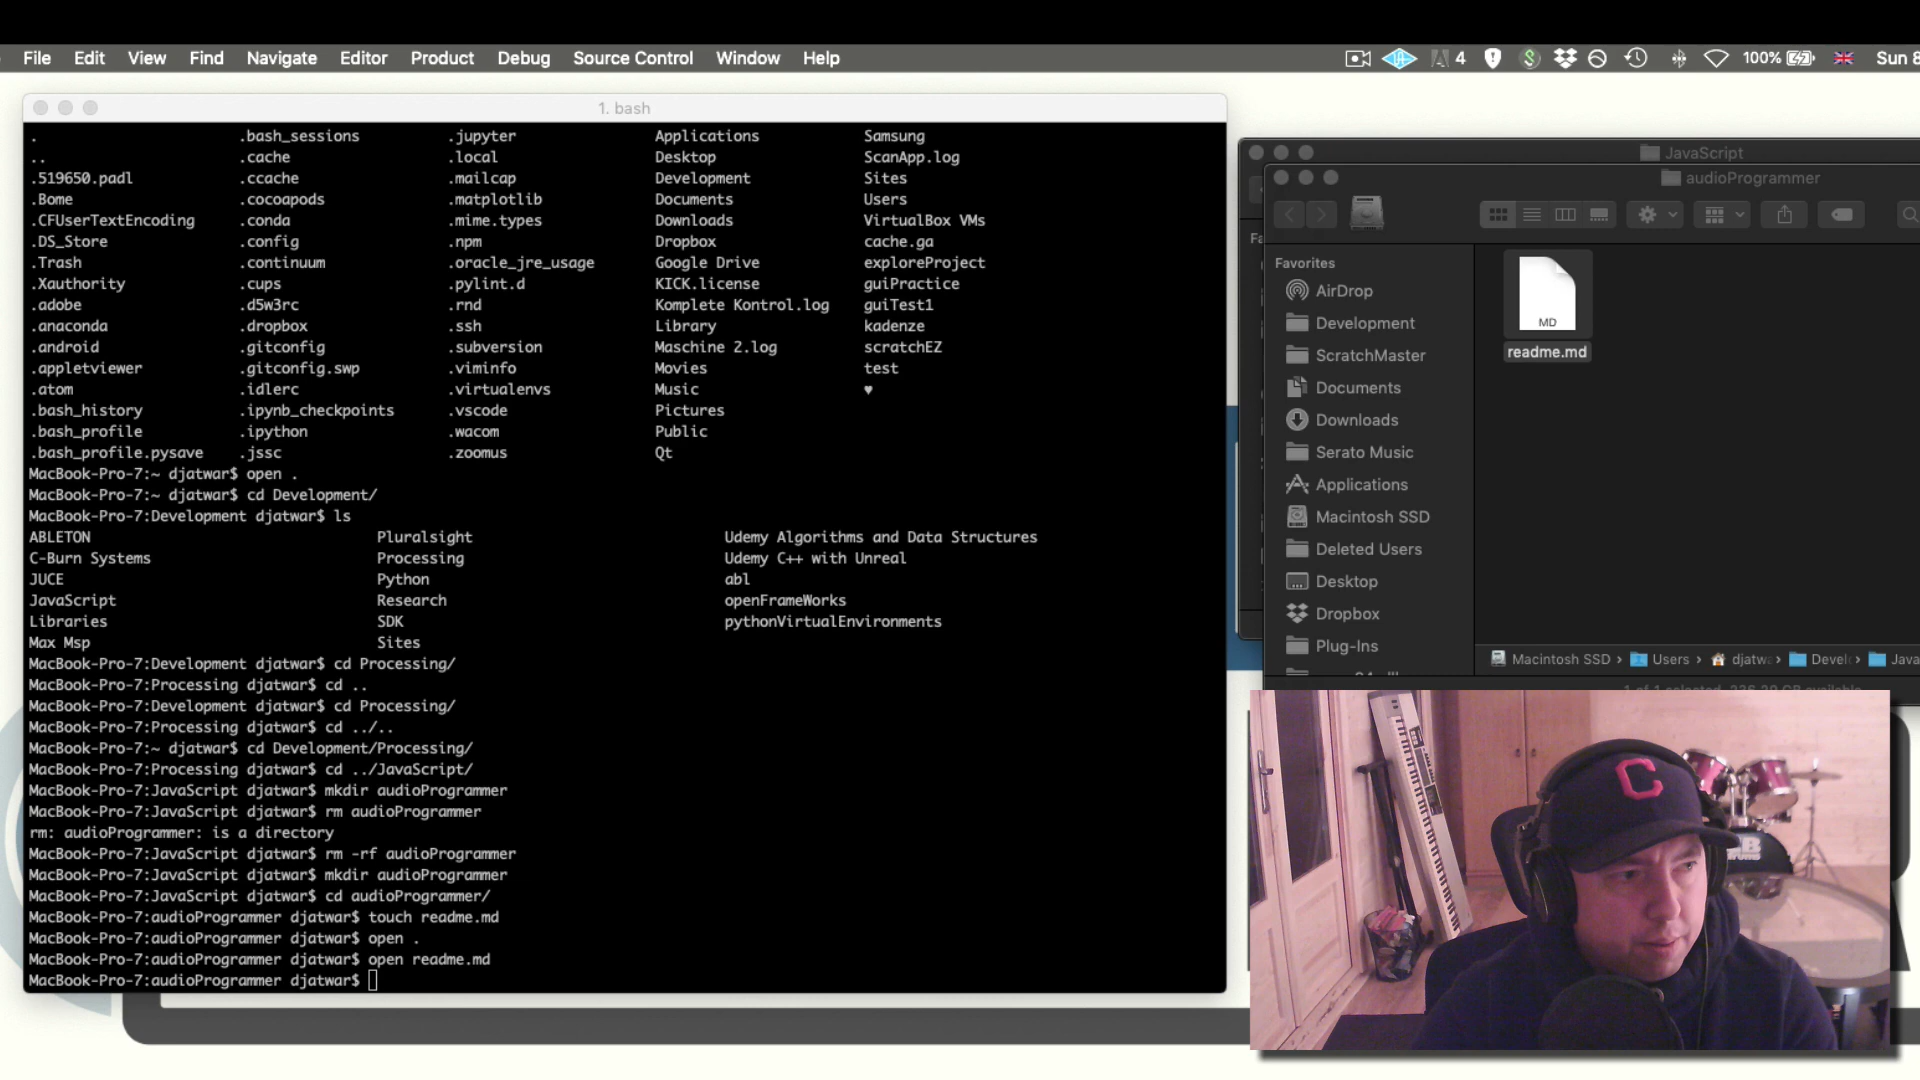 File Edit View Find Navigate Editor Product Debug Source Control Window Help 4 100% Sun 8
1. bash
. .bash_sessions .jupyter Applications Samsung
.. .cache .local Desktop ScanApp.log
.519650.padl .ccache .mailcap Development Sites
.Bome .cocoapods .matplotlib Documents Users
.CFUserTextEncoding .conda .mime.types Downloads VirtualBox VMs
.DS_Store .config .npm Dropbox cache.ga
.Trash .continuum .oracle_jre_usage Google Drive exploreProject
.Xauthority .cups .pylint.d KICK.license guiPractice
.adobe .d5w3rc .rnd Komplete Kontrol.log guiTest1
.anaconda .dropbox .ssh Library kadenze
.android .gitconfig .subversion Maschine 2.log scratchEZ
.appletviewer .gitconfig.swp .viminfo Movies test
.atom .idlerc .virtualenvs Music ♥
.bash_history .ipynb_checkpoints .vscode Pictures
.bash_profile .ipython .wacom Public
.bash_profile.pysave .jssc .zoomus Qt
MacBook-Pro-7:~ djatwar$ open .
MacBook-Pro-7:~ djatwar$ cd Development/
MacBook-Pro-7:Development djatwar$ ls
ABLETON Pluralsight Udemy Algorithms and Data Structures
C-Burn Systems Processing Udemy C++ with Unreal
JUCE Python abl
JavaScript Research openFrameWorks
Libraries SDK pythonVirtualEnvironments
Max Msp Sites
MacBook-Pro-7:Development djatwar$ cd Processing/
MacBook-Pro-7:Processing djatwar$ cd ..
MacBook-Pro-7:Development djatwar$ cd Processing/
MacBook-Pro-7:Processing djatwar$ cd ../..
MacBook-Pro-7:~ djatwar$ cd Development/Processing/
MacBook-Pro-7:Processing djatwar$ cd ../JavaScript/
MacBook-Pro-7:JavaScript djatwar$ mkdir audioProgrammer
MacBook-Pro-7:JavaScript djatwar$ rm audioProgrammer
rm: audioProgrammer: is a directory
MacBook-Pro-7:JavaScript djatwar$ rm -rf audioProgrammer
MacBook-Pro-7:JavaScript djatwar$ mkdir audioProgrammer
MacBook-Pro-7:JavaScript djatwar$ cd audioProgrammer/
MacBook-Pro-7:audioProgrammer djatwar$ touch readme.md
MacBook-Pro-7:audioProgrammer djatwar$ open .
MacBook-Pro-7:audioProgrammer djatwar$ open readme.md
MacBook-Pro-7:audioProgrammer djatwar$
JavaScript
audioProgrammer
Fa
Favorites
AirDrop
Development
ScratchMaster
Documents
Downloads
Serato Music
Applications
Macintosh SSD
Deleted Users
Desktop
Dropbox
Plug-Ins
MD
readme.md
Macintosh SSD › Users › djatw › Devel › Java
C